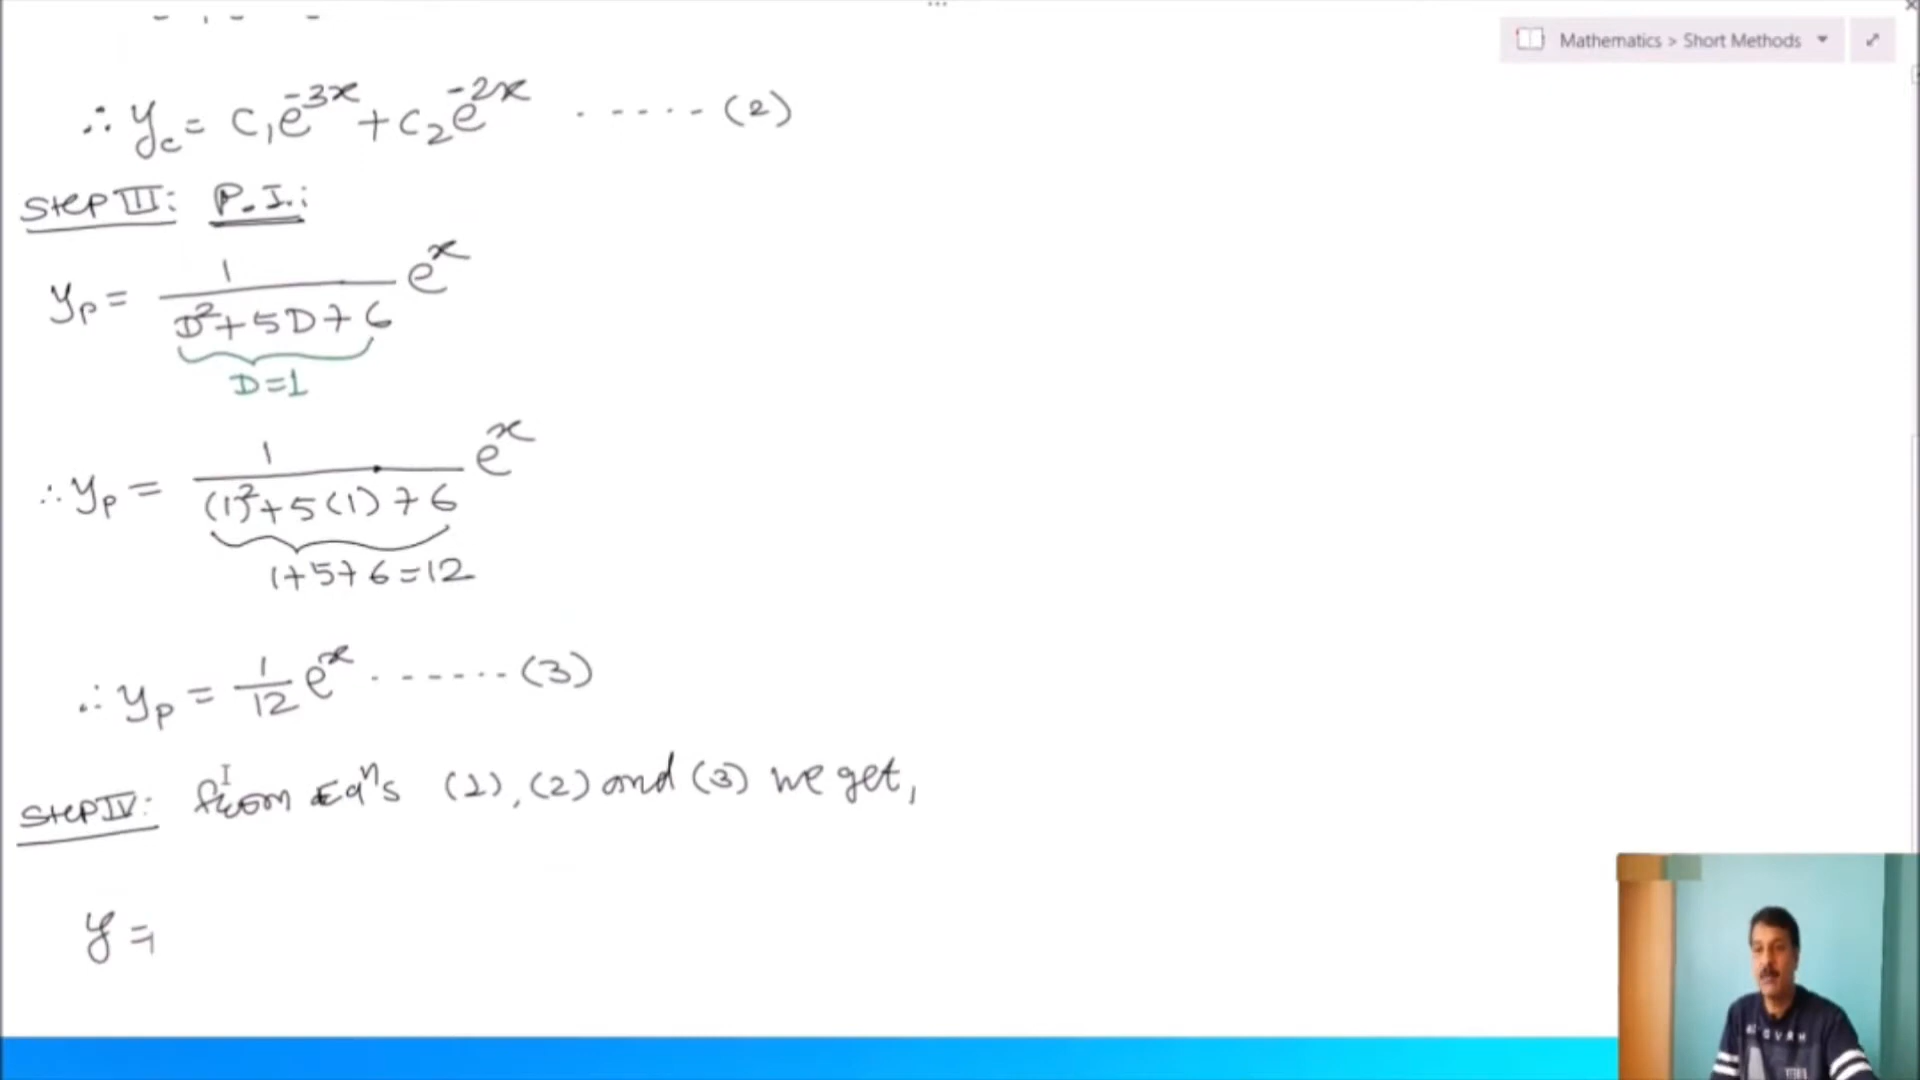 Mathematics > Short Methods
∴ y_c = c₁e^{-3x} + c₂e^{-2x} ------ (2)
Step III: P.I.:
y_p = 1/(D²+5D+6) e^x
D=1
∴ y_p = 1/((1)²+5(1)+6) e^x
1+5+6=12
∴ y_p = 1/12 e^x ------- (3)
Step IV: from Eqⁿs (1), (2) and (3) we get,
y =